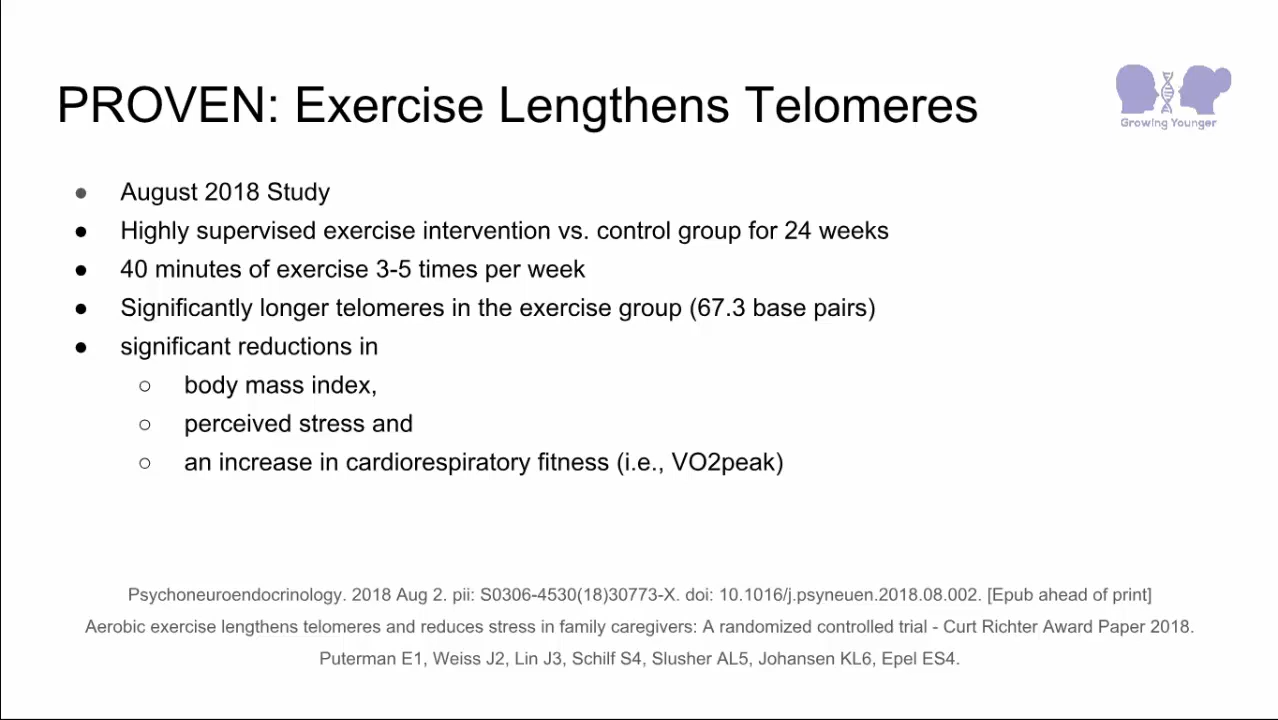 PROVEN: Exercise Lengthens Telomeres
Growing Younger
● August 2018 Study
● Highly supervised exercise intervention vs. control group for 24 weeks
● 40 minutes of exercise 3-5 times per week
● Significantly longer telomeres in the exercise group (67.3 base pairs)
● significant reductions in
○ body mass index,
○ perceived stress and
○ an increase in cardiorespiratory fitness (i.e., VO2peak)
Psychoneuroendocrinology. 2018 Aug 2. pii: S0306-4530(18)30773-X. doi: 10.1016/j.psyneuen.2018.08.002. [Epub ahead of print]
Aerobic exercise lengthens telomeres and reduces stress in family caregivers: A randomized controlled trial - Curt Richter Award Paper 2018.
Puterman E1, Weiss J2, Lin J3, Schilf S4, Slusher AL5, Johansen KL6, Epel ES4.